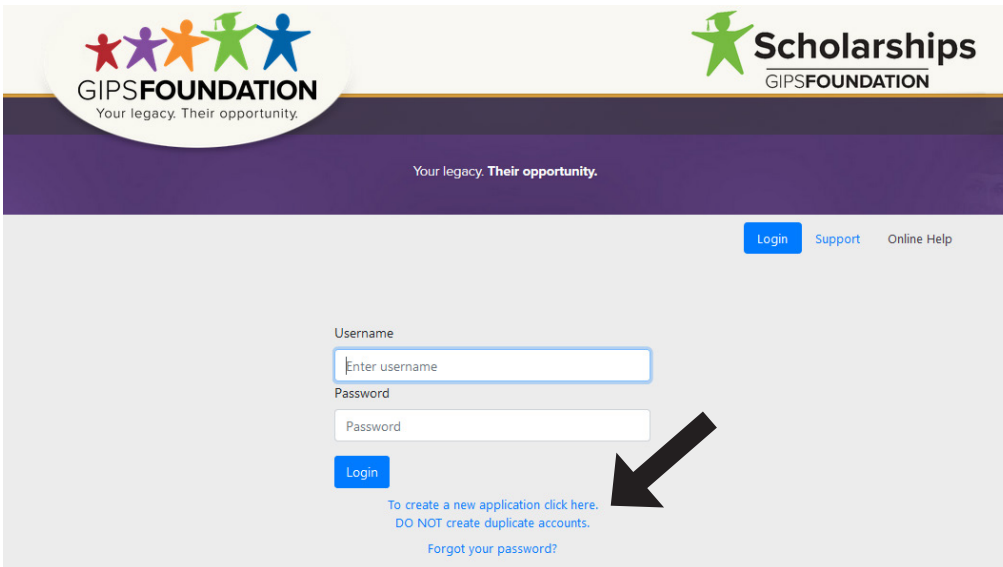 GIPSFOUNDATION
Your legacy. Their opportunity.
Scholarships
GIPSFOUNDATION
Your legacy. Their opportunity.
Login Support Online Help
Username
Enter username
Password
Password
Login
To create a new application click here.
DO NOT create duplicate accounts.
Forgot your password?